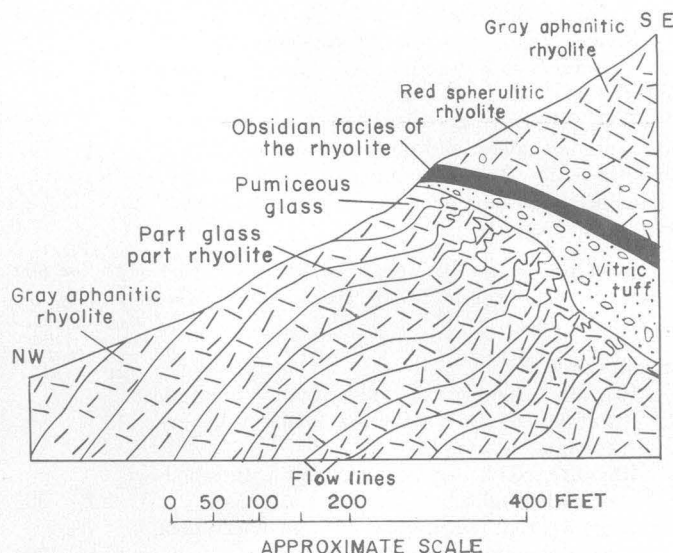 S E
Gray aphanitic
rhyolite
Red spherulitic
rhyolite
Obsidian facies of
the rhyolite
Pumiceous
glass
Part glass
part rhyolite
Gray aphanitic
rhyolite
Vitric
tuff
NW
Flow lines
0 50 100 200 400 FEET
APPROXIMATE SCALE